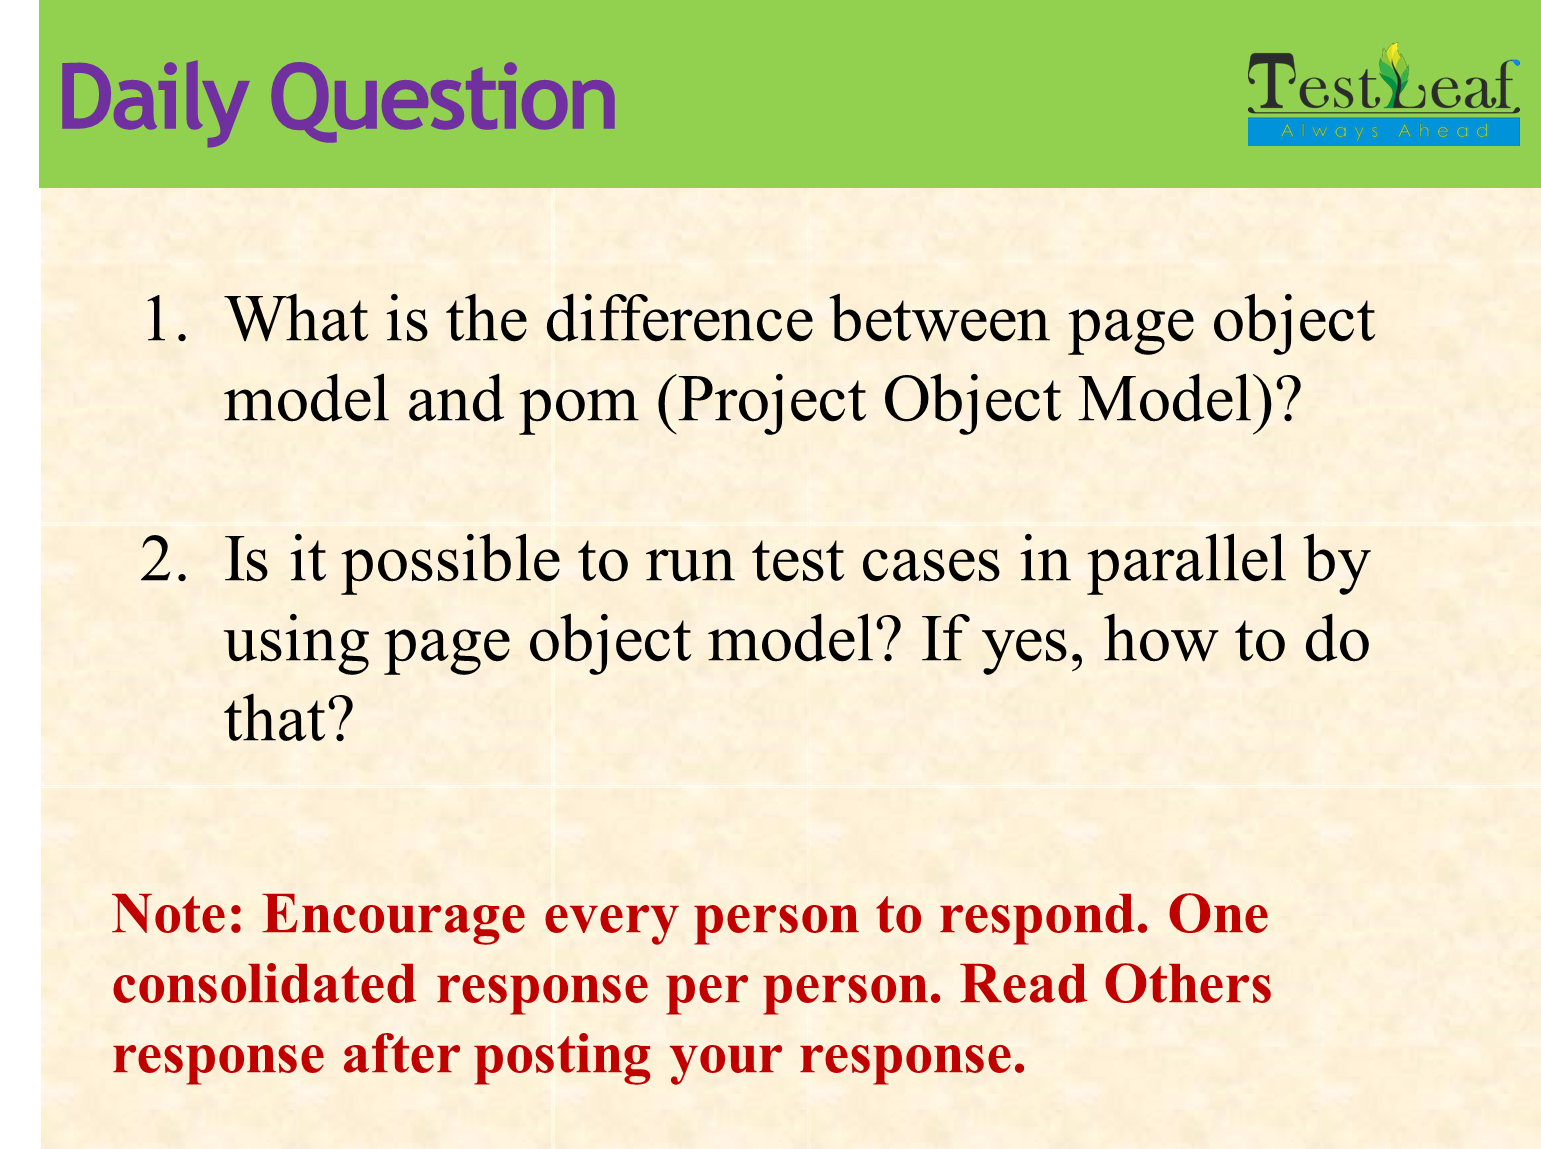 Daily Question
TestLeaf
Always Ahead
1. What is the difference between page object
model and pom (Project Object Model)?
2. Is it possible to run test cases in parallel by
using page object model? If yes, how to do
that?
Note: Encourage every person to respond. One
consolidated response per person. Read Others
response after posting your response.